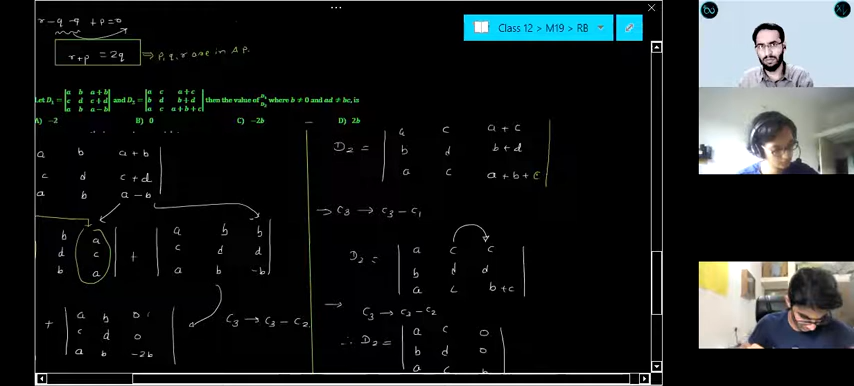 r-q-q+p=0
Class 12 > M19 > RB
r+p = 2q ⇒ p, q, r are in A.P.
Let D₁ = |a b a+b; c d c+d; a b a-b| and D₂ = |a c a+c; b d b+d; a c a+b+c| then the value of D₁/D₂ where b ≠ 0 and ad ≠ bc, is
A) -2 B) 0 C) -2b D) 2b
a b a+b
c d c+d
a b a-b
b a
d c
b a
+
a b b
c d d
a b -b
+
a b 0
c d 0
a b -2b
C₃ → C₃-C₂
D₂ =
a c a+c
b d b+d
a c a+b+c
⇒ C₃ → C₃-C₁
D₂ =
a c c
b d d
a c b+c
⇒ C₃ → C₃-C₂
∴ D₂ =
a c 0
b d 0
a c b